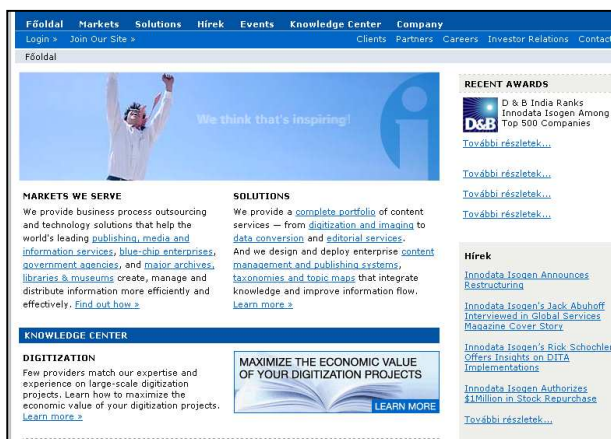 Főoldal Markets Solutions Hírek Events Knowledge Center Company
Login » Join Our Site » Clients Partners Careers Investor Relations Contact
Főoldal
We think that's inspiring!
MARKETS WE SERVE
We provide business process outsourcing
and technology solutions that help the
world's leading publishing, media and
information services, blue-chip enterprises,
government agencies, and major archives,
libraries & museums create, manage and
distribute information more efficiently and
effectively. Find out how »
SOLUTIONS
We provide a complete portfolio of content
services — from digitization and imaging to
data conversion and editorial services.
And we design and deploy enterprise content
management and publishing systems,
taxonomies and topic maps that integrate
knowledge and improve information flow.
Learn more »
KNOWLEDGE CENTER
DIGITIZATION
Few providers match our expertise and
experience on large-scale digitization
projects. Learn how to maximize the
economic value of your digitization projects.
Learn more »
MAXIMIZE THE ECONOMIC VALUE
OF YOUR DIGITIZATION PROJECTS
LEARN MORE
RECENT AWARDS
D&B
D & B India Ranks
Innodata Isogen Among
Top 500 Companies
További részletek...
További részletek...
További részletek...
További részletek...
Hírek
Innodata Isogen Announces
Restructuring
Innodata Isogen's Jack Abuhoff
Interviewed in Global Services
Magazine Cover Story
Innodata Isogen's Rick Schochler
Offers Insights on DITA
Implementations
Innodata Isogen Authorizes
$1Million in Stock Repurchase
További részletek...